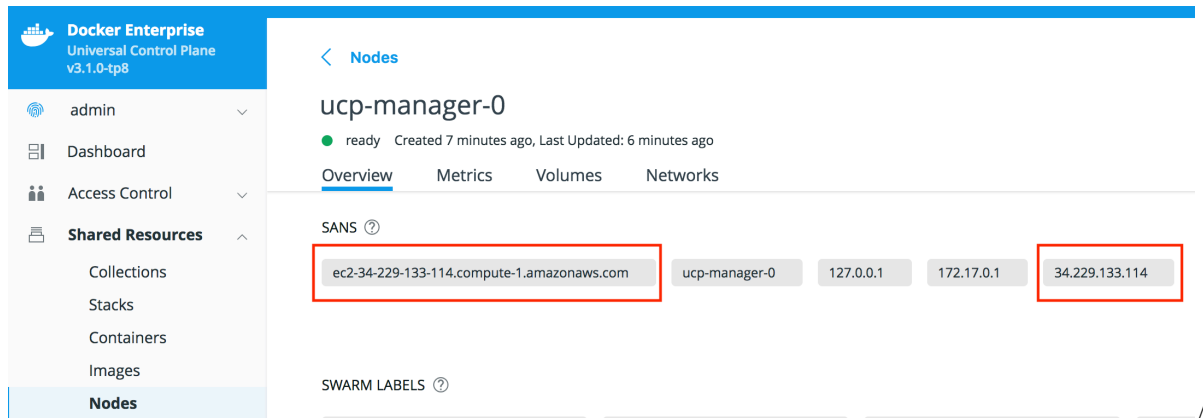 Docker Enterprise
Universal Control Plane
v3.1.0-tp8
admin
Dashboard
Access Control
Shared Resources
Collections
Stacks
Containers
Images
Nodes
Nodes
ucp-manager-0
ready Created 7 minutes ago, Last Updated: 6 minutes ago
Overview Metrics Volumes Networks
SANS ?
ec2-34-229-133-114.compute-1.amazonaws.com ucp-manager-0 127.0.0.1 172.17.0.1 34.229.133.114
SWARM LABELS ?